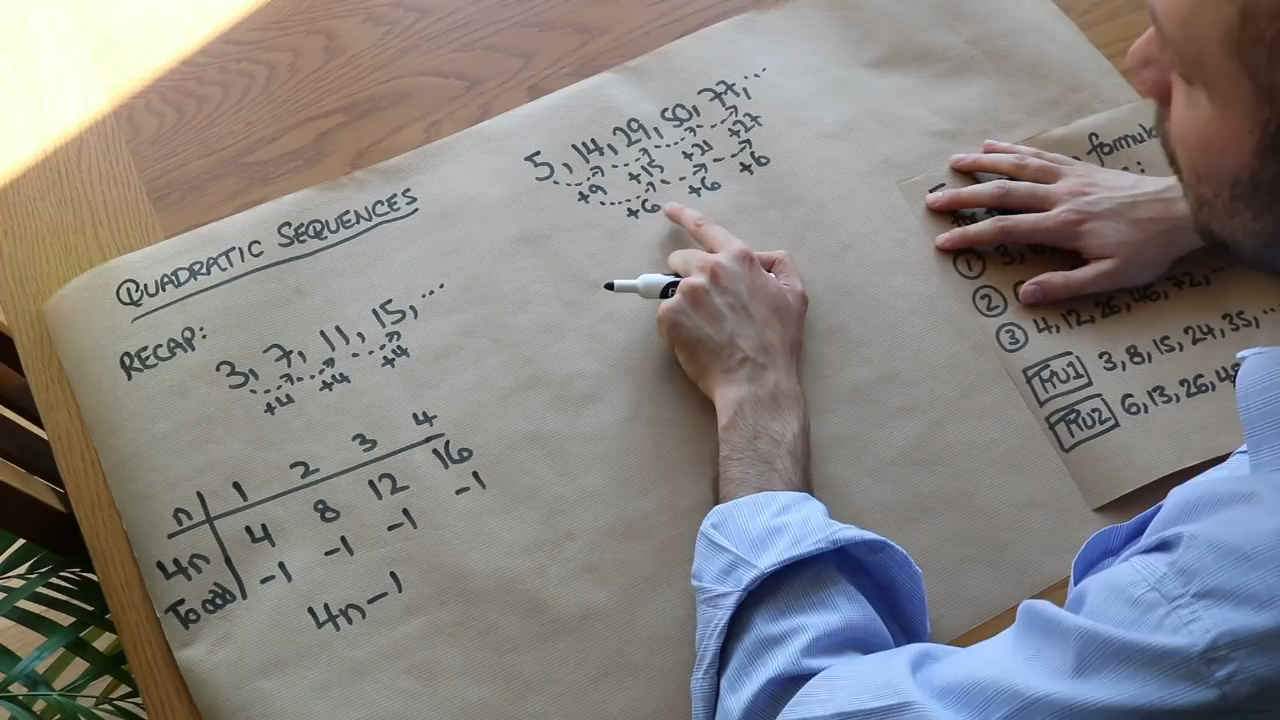 QUADRATIC SEQUENCES
RECAP:
3, 7, 11, 15, ...
+4 +4 +4
n 1 2 3 4
4n 4 8 12 16
To add -1 -1 -1 -1
4n-1
5, 14, 29, 50, 77, ...
+9 +15 +21 +27
+6 +6 +6
formula
① 3,
②
③ 4, 12, 26, 46, 72, ...
TRU1 3, 8, 15, 24, 35, ...
TRU2 6, 13, 26,